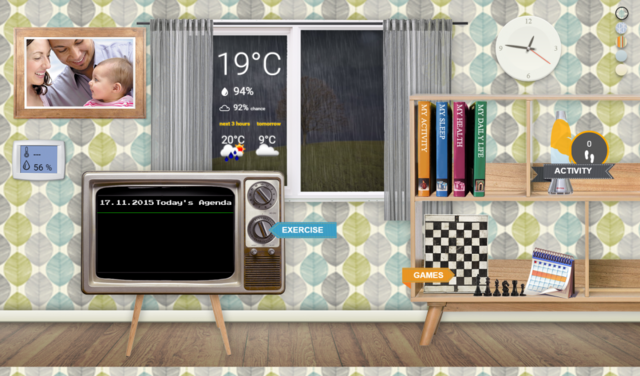 12
19°C
94%
92% chance
next 3 hours tomorrow
20°C 9°C
MY ACTIVITY
MY SLEEP
MY HEALTH
MY DAILY LIFE
0
ACTIVITY
56 %
17.11.2015 Today's Agenda
EXERCISE
GAMES